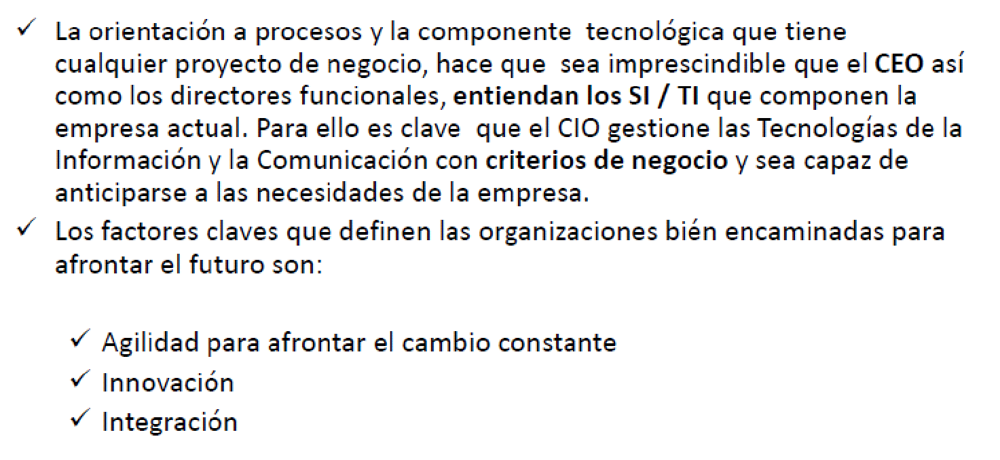 ✓ La orientación a procesos y la componente tecnológica que tiene
cualquier proyecto de negocio, hace que sea imprescindible que el CEO así
como los directores funcionales, entiendan los SI / TI que componen la
empresa actual. Para ello es clave que el CIO gestione las Tecnologías de la
Información y la Comunicación con criterios de negocio y sea capaz de
anticiparse a las necesidades de la empresa.
✓ Los factores claves que definen las organizaciones bién encaminadas para
afrontar el futuro son:
✓ Agilidad para afrontar el cambio constante
✓ Innovación
✓ Integración